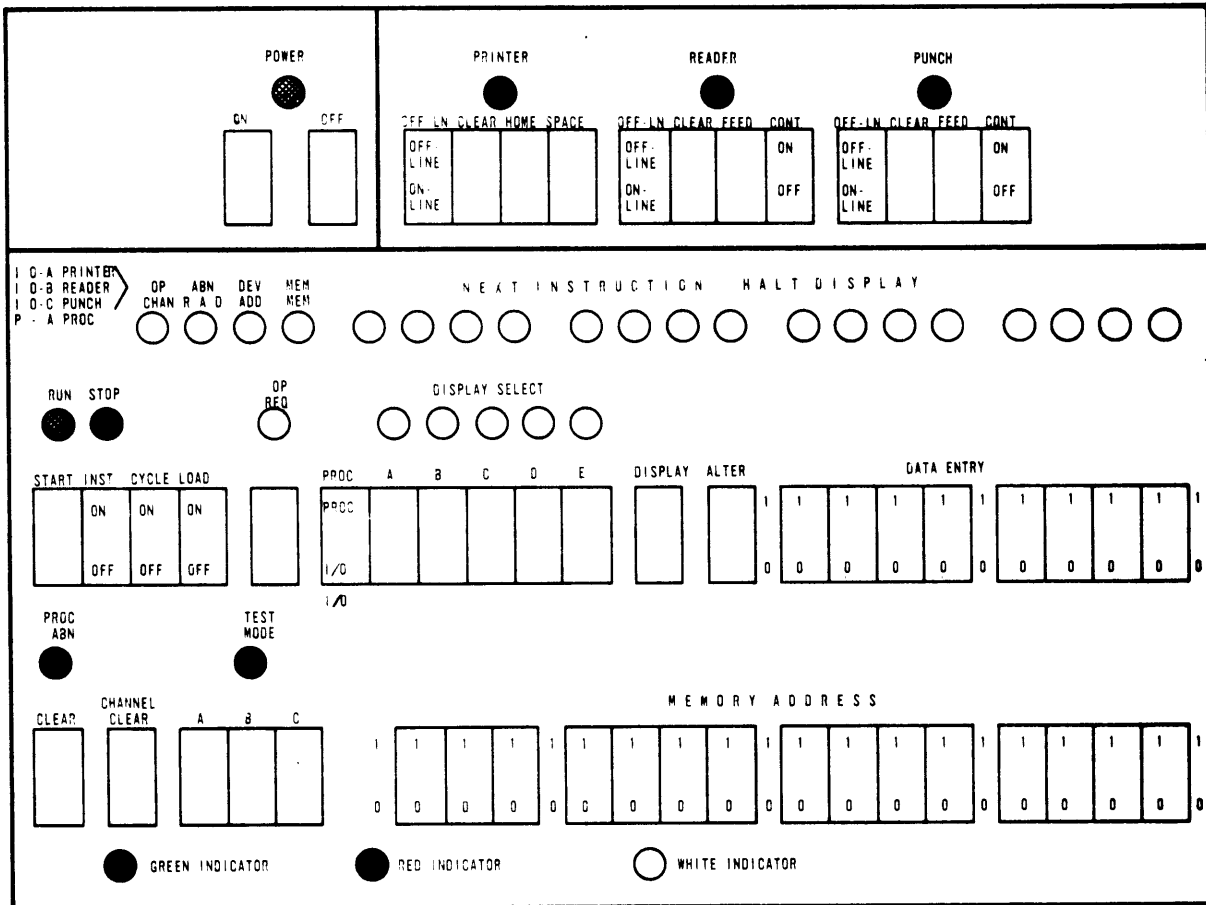 POWER
ON OFF
PRINTER
OFF LN CLEAR HOME SPACE
OFF-
LINE
ON-
LINE
READER
OFF-LN CLEAR FEED CONT
OFF-
LINE
ON
ON-
LINE
OFF
PUNCH
OFF-LN CLEAR FEED CONT
OFF-
LINE
ON
ON-
LINE
OFF
I O-A PRINTER
I O-B READER
I O-C PUNCH
P - A PROC
OP ABN DEV MEM
CHAN R A D ADD MEM
NEXT INSTRUCTION HALT DISPLAY
RUN STOP
OP
REQ
DISPLAY SELECT
START INST CYCLE LOAD
ON ON ON
OFF OFF OFF
PROC A B C D E
PROC
I/O
I/O
DISPLAY ALTER
DATA ENTRY
1 1 1 1 1 1 1 1 1 1 1
0 0 0 0 0 0 0 0 0 0 0
PROC
ABN
TEST
MODE
CLEAR
CHANNEL
CLEAR
A B C
MEMORY ADDRESS
1 1 1 1 1 1 1 1 1 1 1 1 1 1 1 1 1 1 1 1 1
0 0 0 0 0 0 0 0 0 0 0 0 0 0 0 0 0 0 0 0 0
GREEN INDICATOR
RED INDICATOR
WHITE INDICATOR